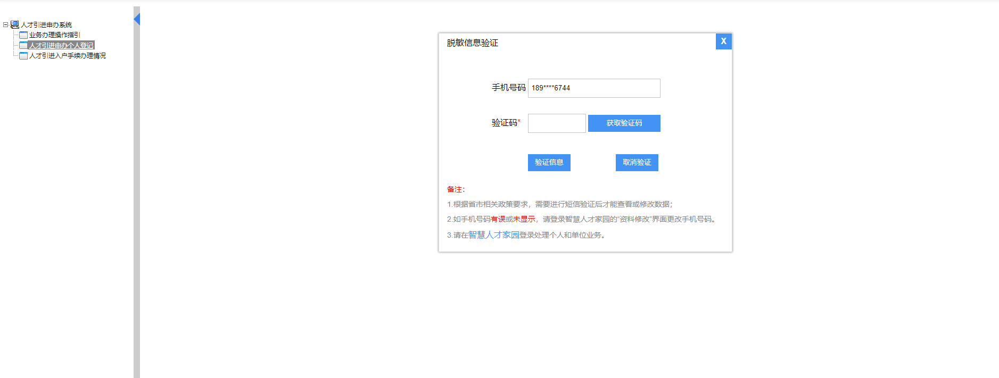 人才引进申办系统
业务办理操作指引
人才引进申办个人登记
人才引进入户手续办理情况
脱敏信息验证
X
手机号码 189****6744
验证码* 获取验证码
验证信息 取消验证
备注：
1.根据省市相关政策要求，需要进行短信验证后才能查看或修改数据；
2.如手机号码有误或未显示，请登录智慧人才家园的“资料修改”界面更改手机号码。
3.请在智慧人才家园登录处理个人和单位业务。